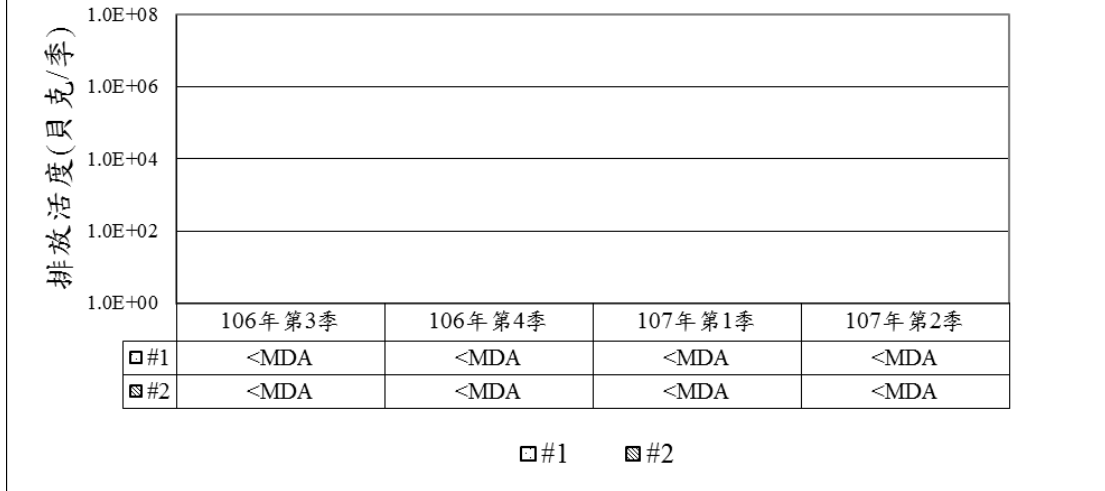 排放活度(貝克/季)
1.0E+08
1.0E+06
1.0E+04
1.0E+02
1.0E+00
106年第3季 106年第4季 107年第1季 107年第2季
#1 <MDA <MDA <MDA <MDA
#2 <MDA <MDA <MDA <MDA
#1 #2